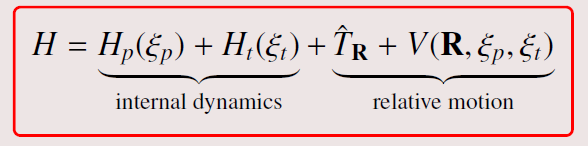 H = H_p(ξ_p) + H_t(ξ_t) + T̂_R + V(R, ξ_p, ξ_t)
internal dynamics relative motion